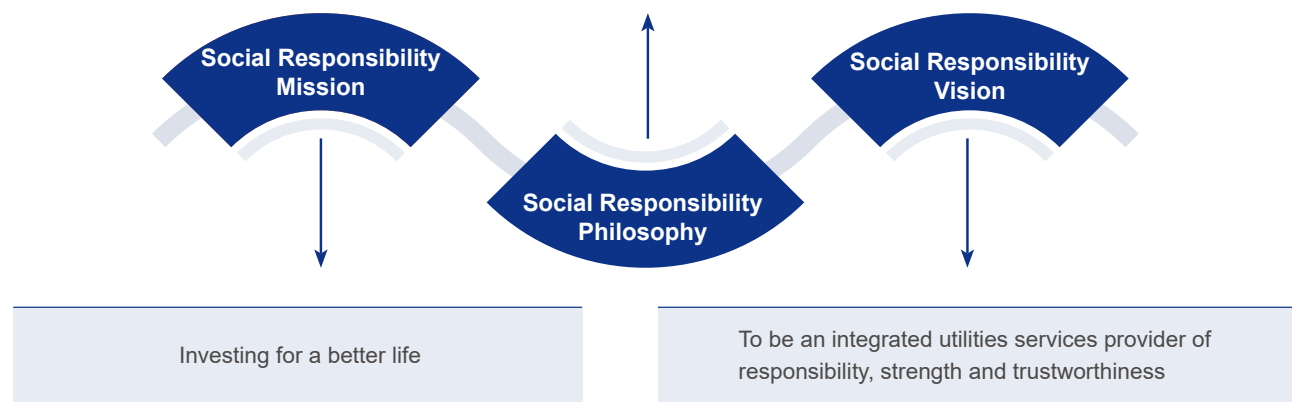 Social Responsibility
Mission
Social Responsibility
Vision
Social Responsibility
Philosophy
Investing for a better life
To be an integrated utilities services provider of
responsibility, strength and trustworthiness